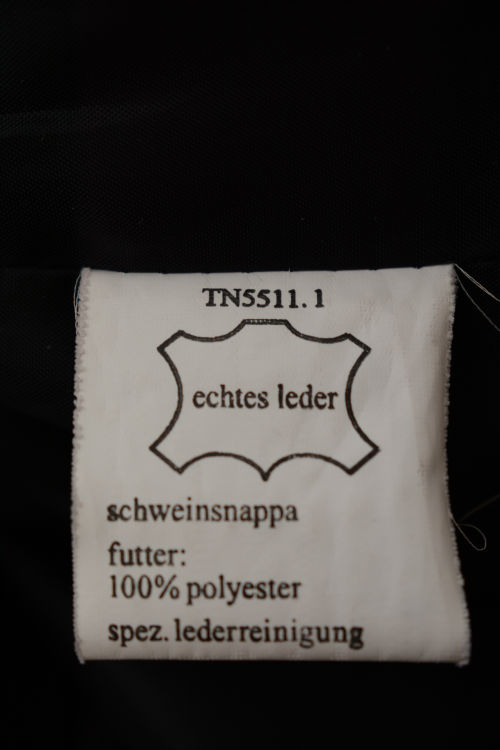 TN5511.1
echtes leder
schweinsnappa
futter:
100% polyester
spez. lederreinigung